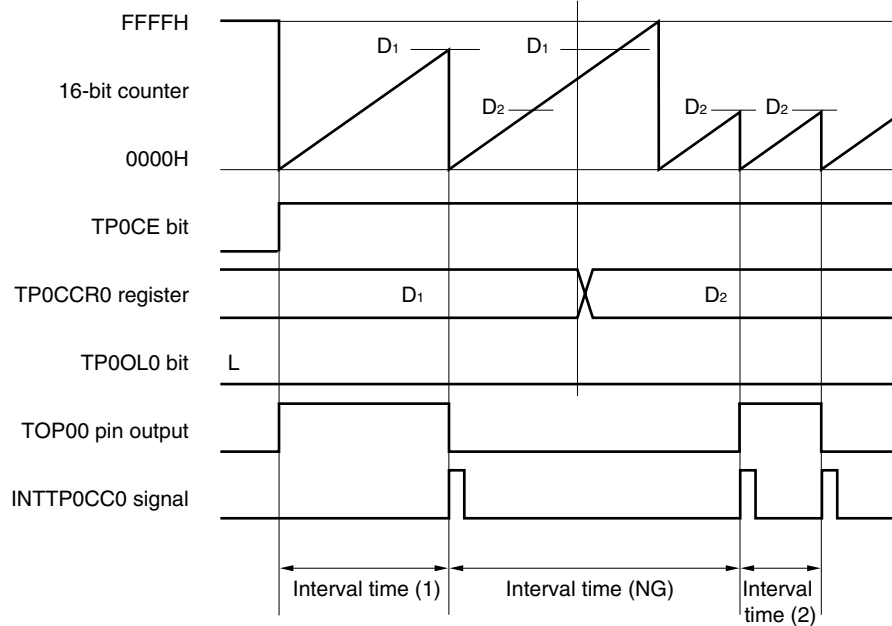 FFFFH
D1
D1
16-bit counter
D2
D2
D2
0000H
TP0CE bit
TP0CCR0 register
D1
D2
TP0OL0 bit
L
TOP00 pin output
INTTP0CC0 signal
Interval time (1)
Interval time (NG)
Interval
time (2)